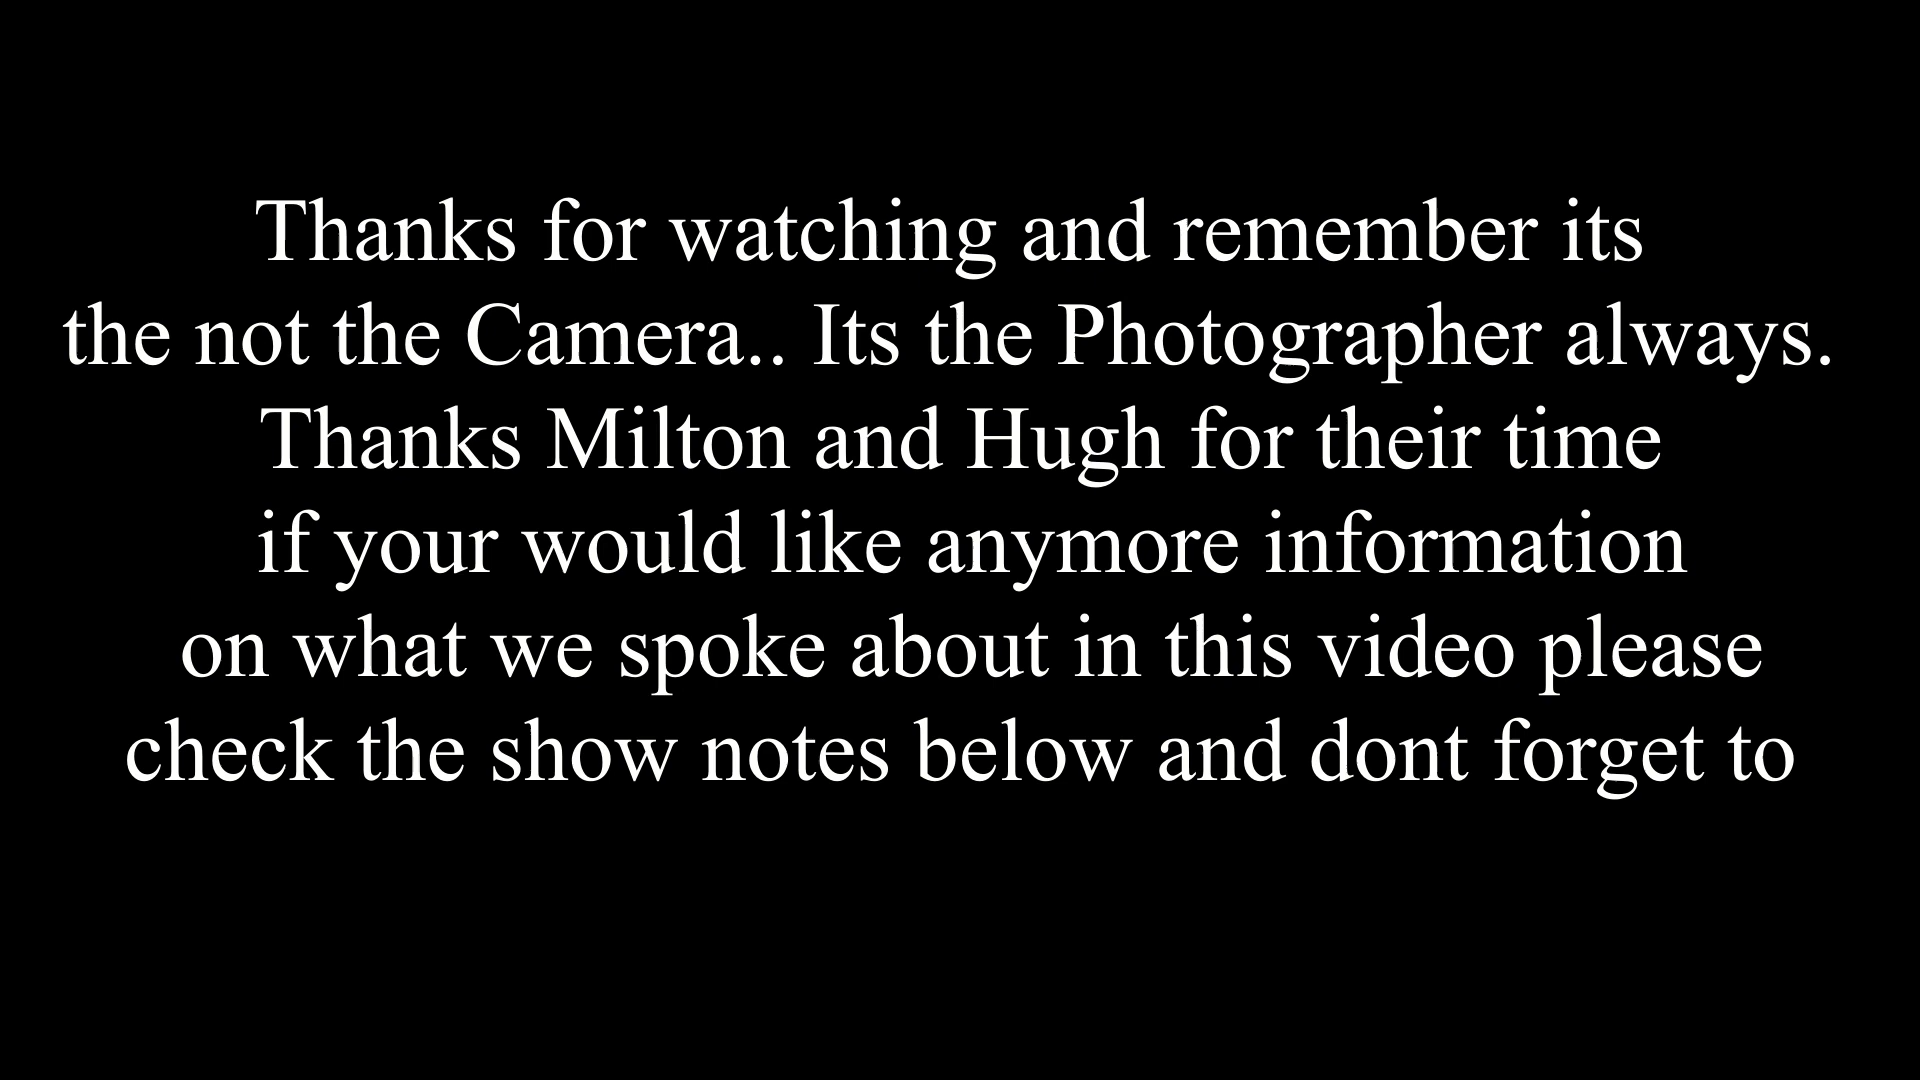 Thanks for watching and remember its
the not the Camera.. Its the Photographer always.
Thanks Milton and Hugh for their time
if your would like anymore information
on what we spoke about in this video please
check the show notes below and dont forget to